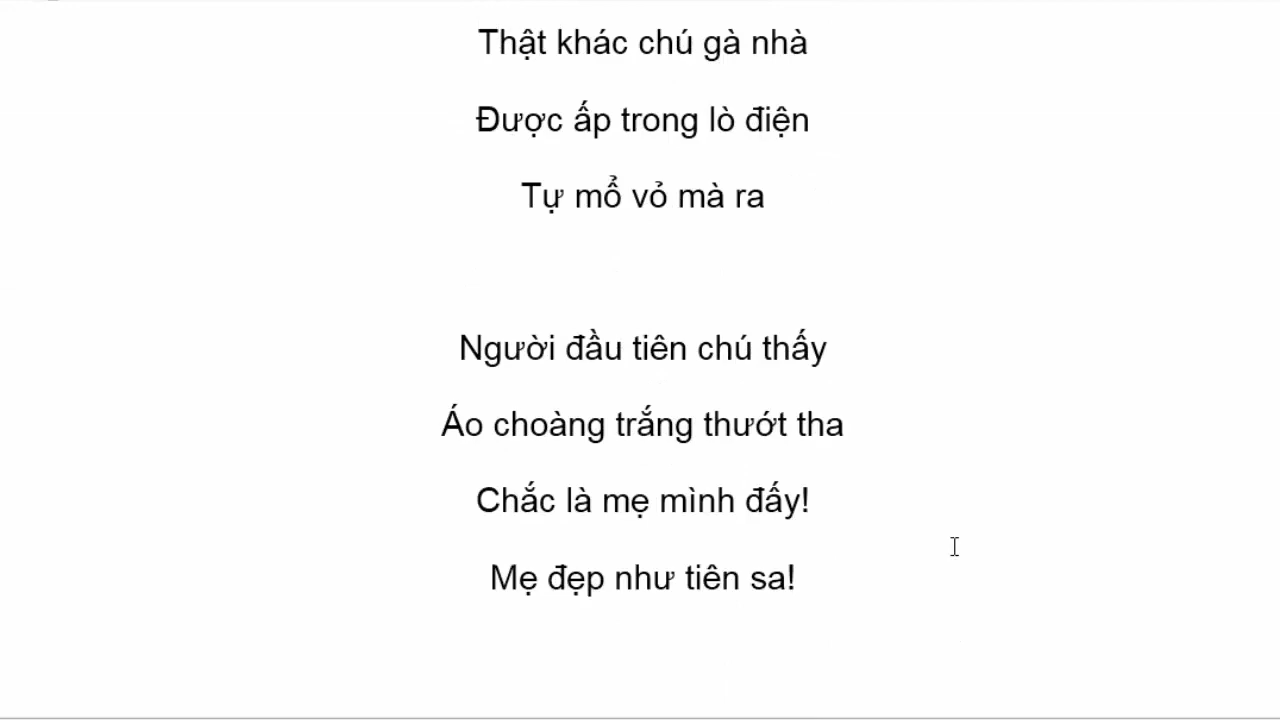 Thật khác chú gà nhà
Được ấp trong lò điện
Tự mổ vỏ mà ra
Người đầu tiên chú thấy
Áo choàng trắng thướt tha
Chắc là mẹ mình đấy!
Mẹ đẹp như tiên sa!